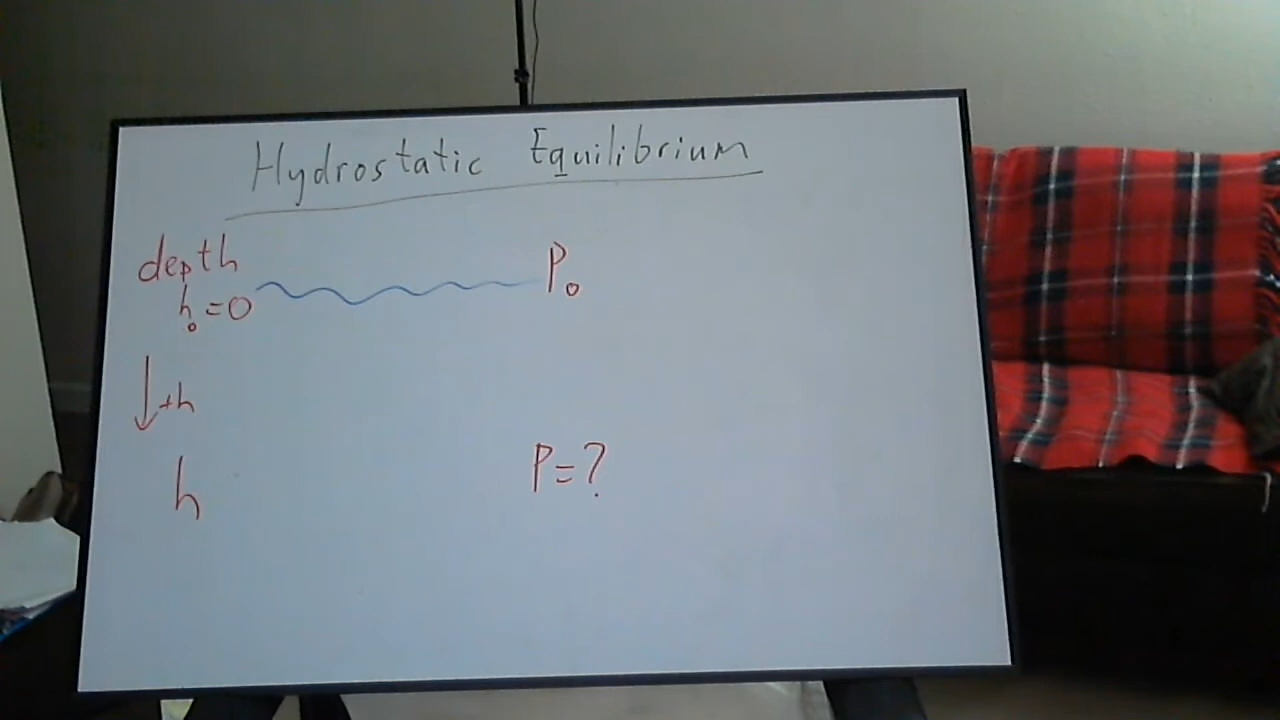 Hydrostatic Equilibrium
depth
h₀=0
P₀
↓+h
h
P=?